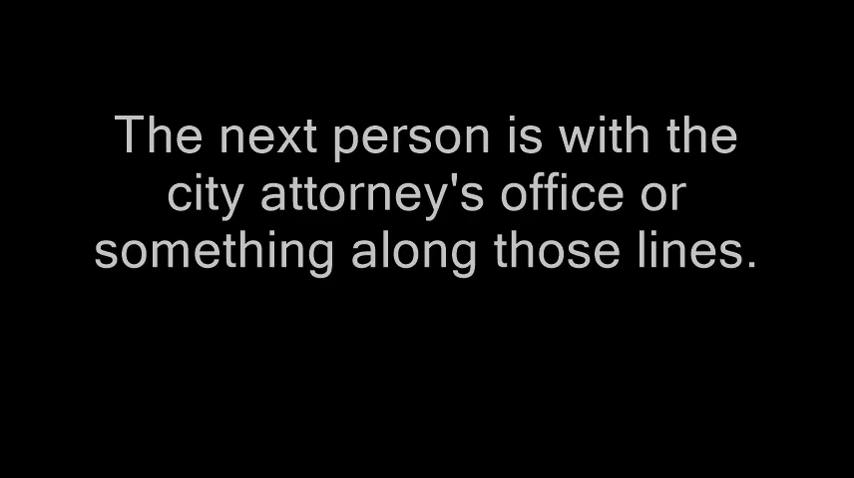 The next person is with the
city attorney's office or
something along those lines.